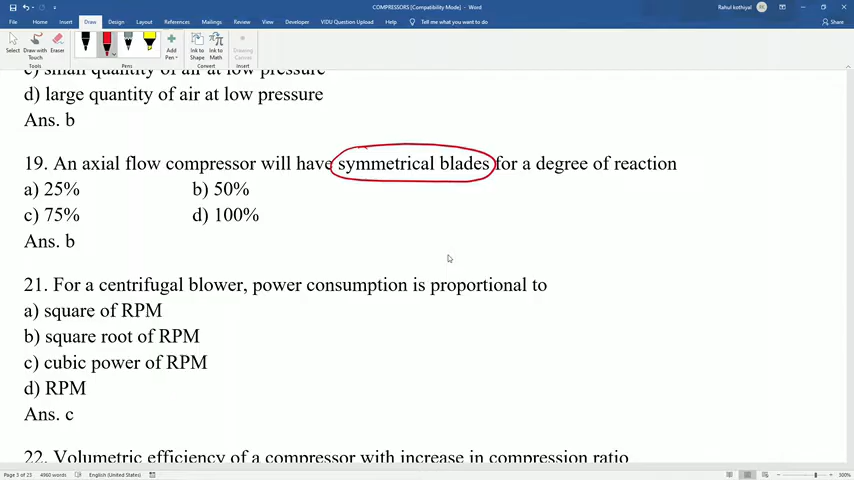 COMPRESSORS [Compatibility Mode] - Word
Rahul kothiyal
RK
File Home Insert Draw Design Layout References Mailings Review View Developer VIDU Question Upload Comments Tell me what you want to do
Share
Select Draw with Touch Eraser Add Pen Ink to Shape Ink to Math Drawing Canvas
Tools Pens Convert Insert
c) small quantity of air at low pressure
d) large quantity of air at low pressure
Ans. b
19. An axial flow compressor will have symmetrical blades for a degree of reaction
a) 25% b) 50%
c) 75% d) 100%
Ans. b
21. For a centrifugal blower, power consumption is proportional to
a) square of RPM
b) square root of RPM
c) cubic power of RPM
d) RPM
Ans. c
22. Volumetric efficiency of a compressor with increase in compression ratio
Page 3 of 23 4960 words English (United States) 300%